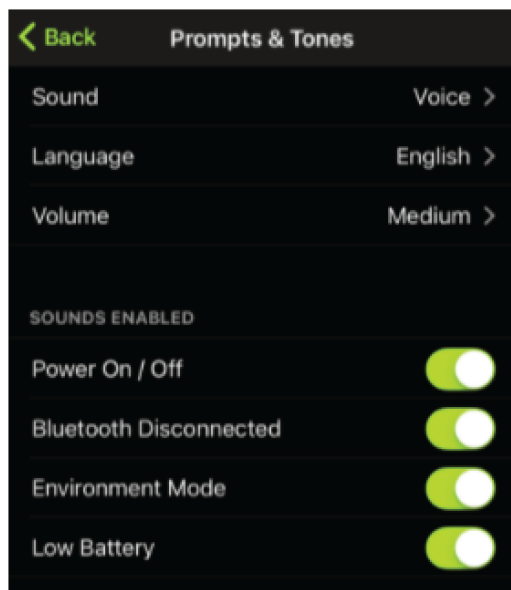 Back Prompts & Tones
Sound Voice
Language English
Volume Medium
SOUNDS ENABLED
Power On / Off
Bluetooth Disconnected
Environment Mode
Low Battery